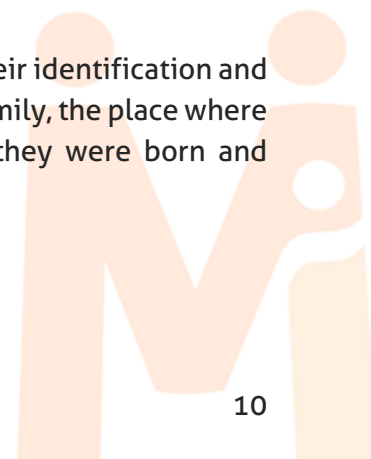 eir identification and
mily, the place where
they were born and
10